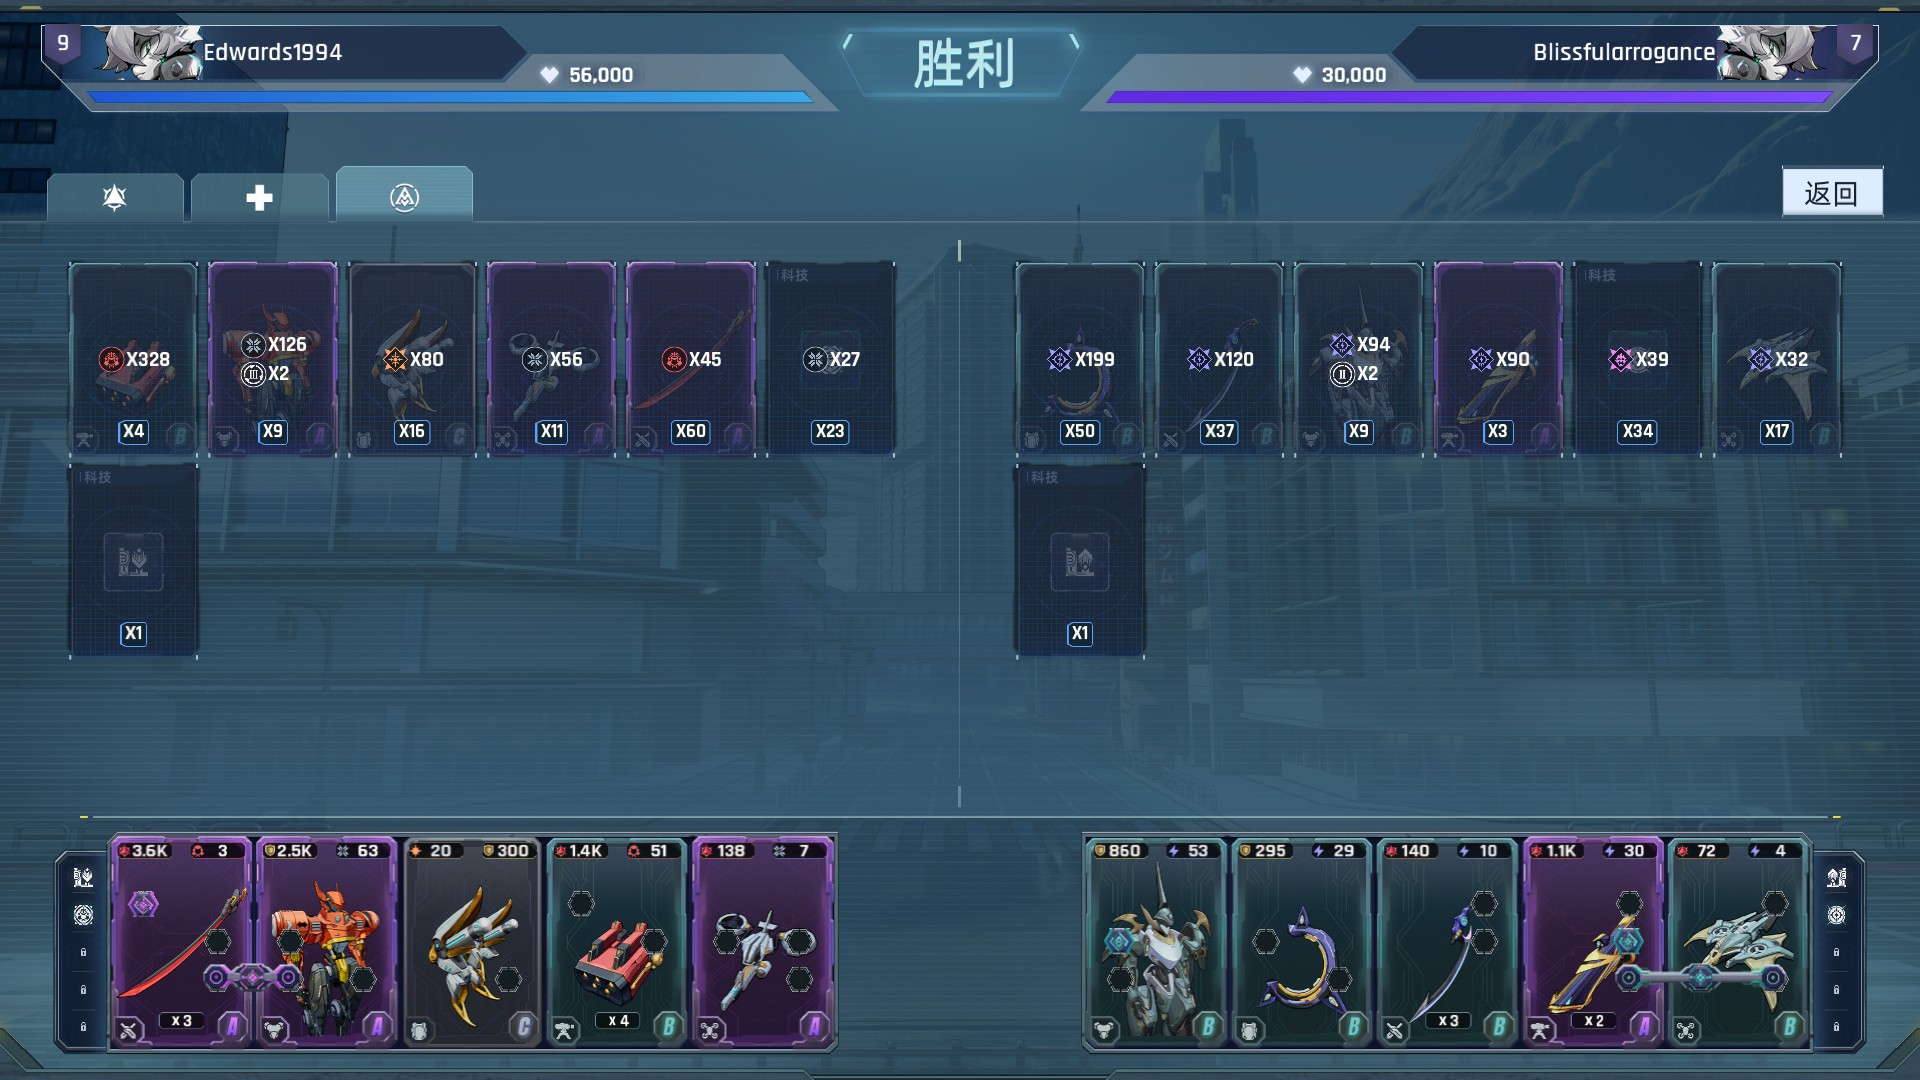 9
Edwards1994
56,000
胜利
30,000
Blissfularrogance
7
返回
X328
X4
B
X126
X2
X9
A
X80
X16
C
X56
X11
A
X45
X60
A
科技
X27
X23
X199
X50
B
X120
X37
B
X94
X2
X9
B
X90
X3
A
科技
X39
X34
X32
X17
B
科技
X1
科技
X1
3.6K 3
x3
A
2.5K 63
A
20 300
C
1.4K 51
x4
B
138 7
A
860 53
B
295 29
B
140 10
x3
B
1.1K 30
x2
A
72 4
B